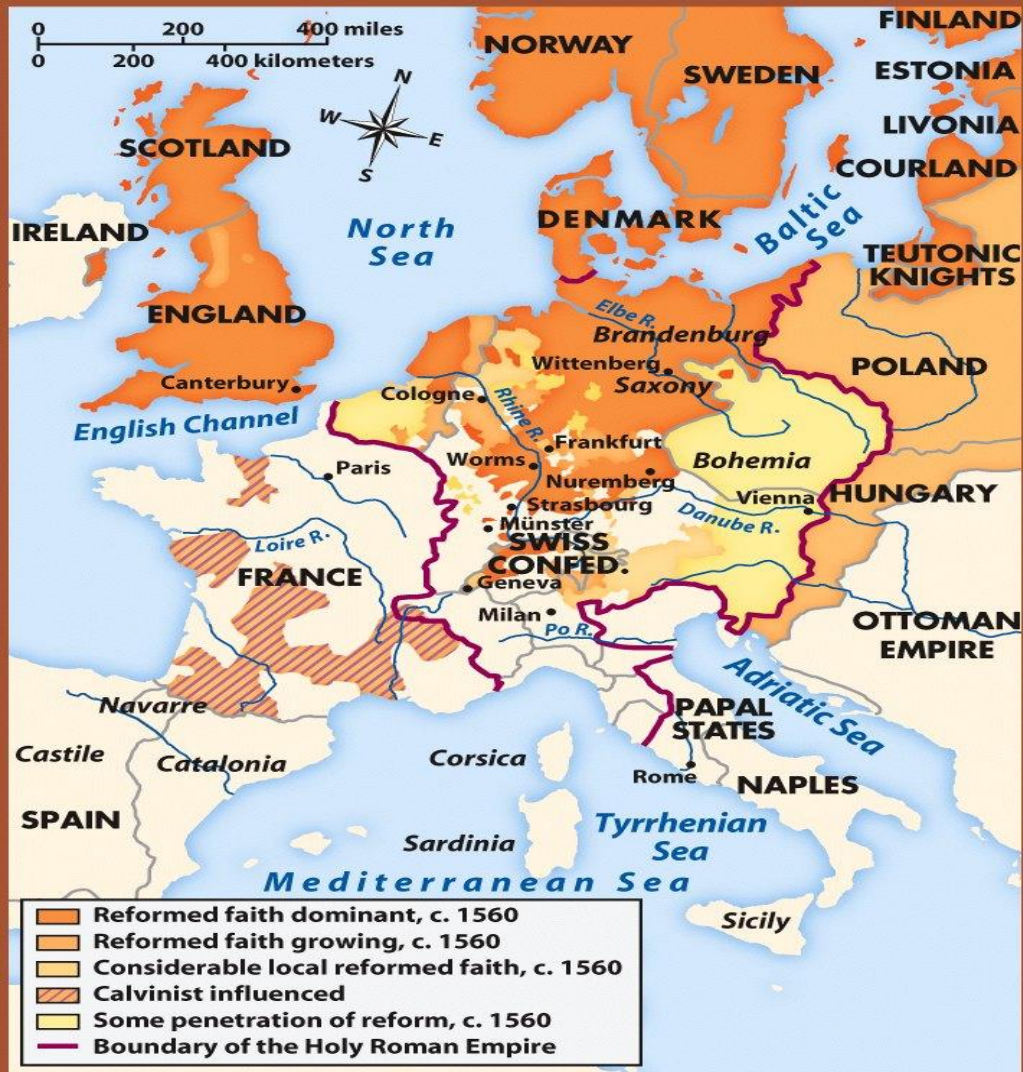 0 200 400 miles
0 200 400 kilometers
N
W
E
S
FINLAND
NORWAY
SWEDEN
ESTONIA
LIVONIA
SCOTLAND
COURLAND
IRELAND
North
Sea
DENMARK
Baltic
Sea
TEUTONIC
KNIGHTS
ENGLAND
Elbe R.
Brandenburg
Wittenberg
POLAND
Canterbury
Cologne
Saxony
English Channel
Rhine R.
Frankfurt
Paris
Worms
Bohemia
Nuremberg
Vienna
HUNGARY
Strasbourg
Danube R.
Münster
Loire R.
SWISS
CONFED.
FRANCE
Geneva
Milan
Po R.
OTTOMAN
EMPIRE
Navarre
PAPAL
STATES
Adriatic Sea
Castile
Catalonia
Corsica
Rome
NAPLES
SPAIN
Sardinia
Tyrrhenian
Sea
Mediterranean Sea
Sicily
Reformed faith dominant, c. 1560
Reformed faith growing, c. 1560
Considerable local reformed faith, c. 1560
Calvinist influenced
Some penetration of reform, c. 1560
Boundary of the Holy Roman Empire